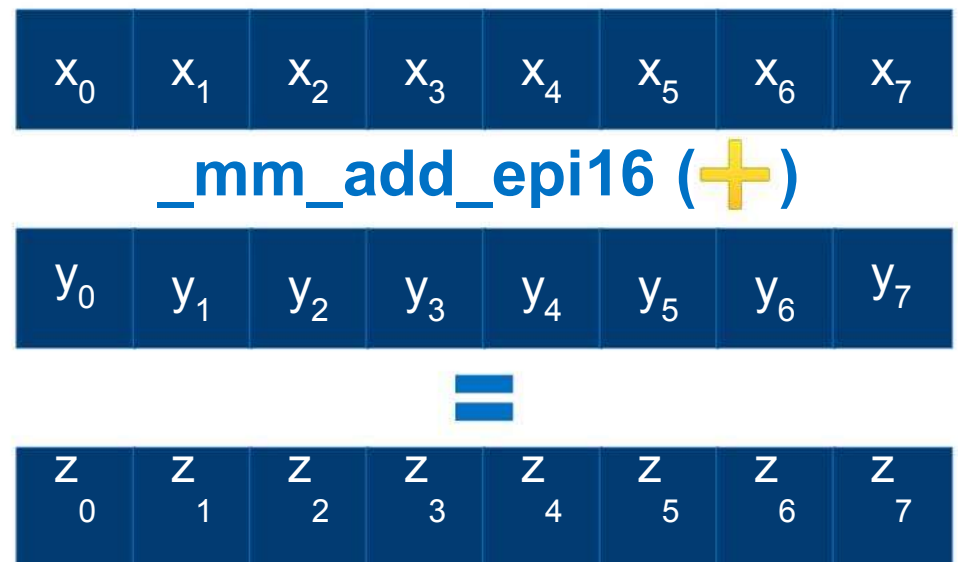 x₀ x₁ x₂ x₃ x₄ x₅ x₆ x₇
_mm_add_epi16 (➕)
y₀ y₁ y₂ y₃ y₄ y₅ y₆ y₇
=
z₀ z₁ z₂ z₃ z₄ z₅ z₆ z₇